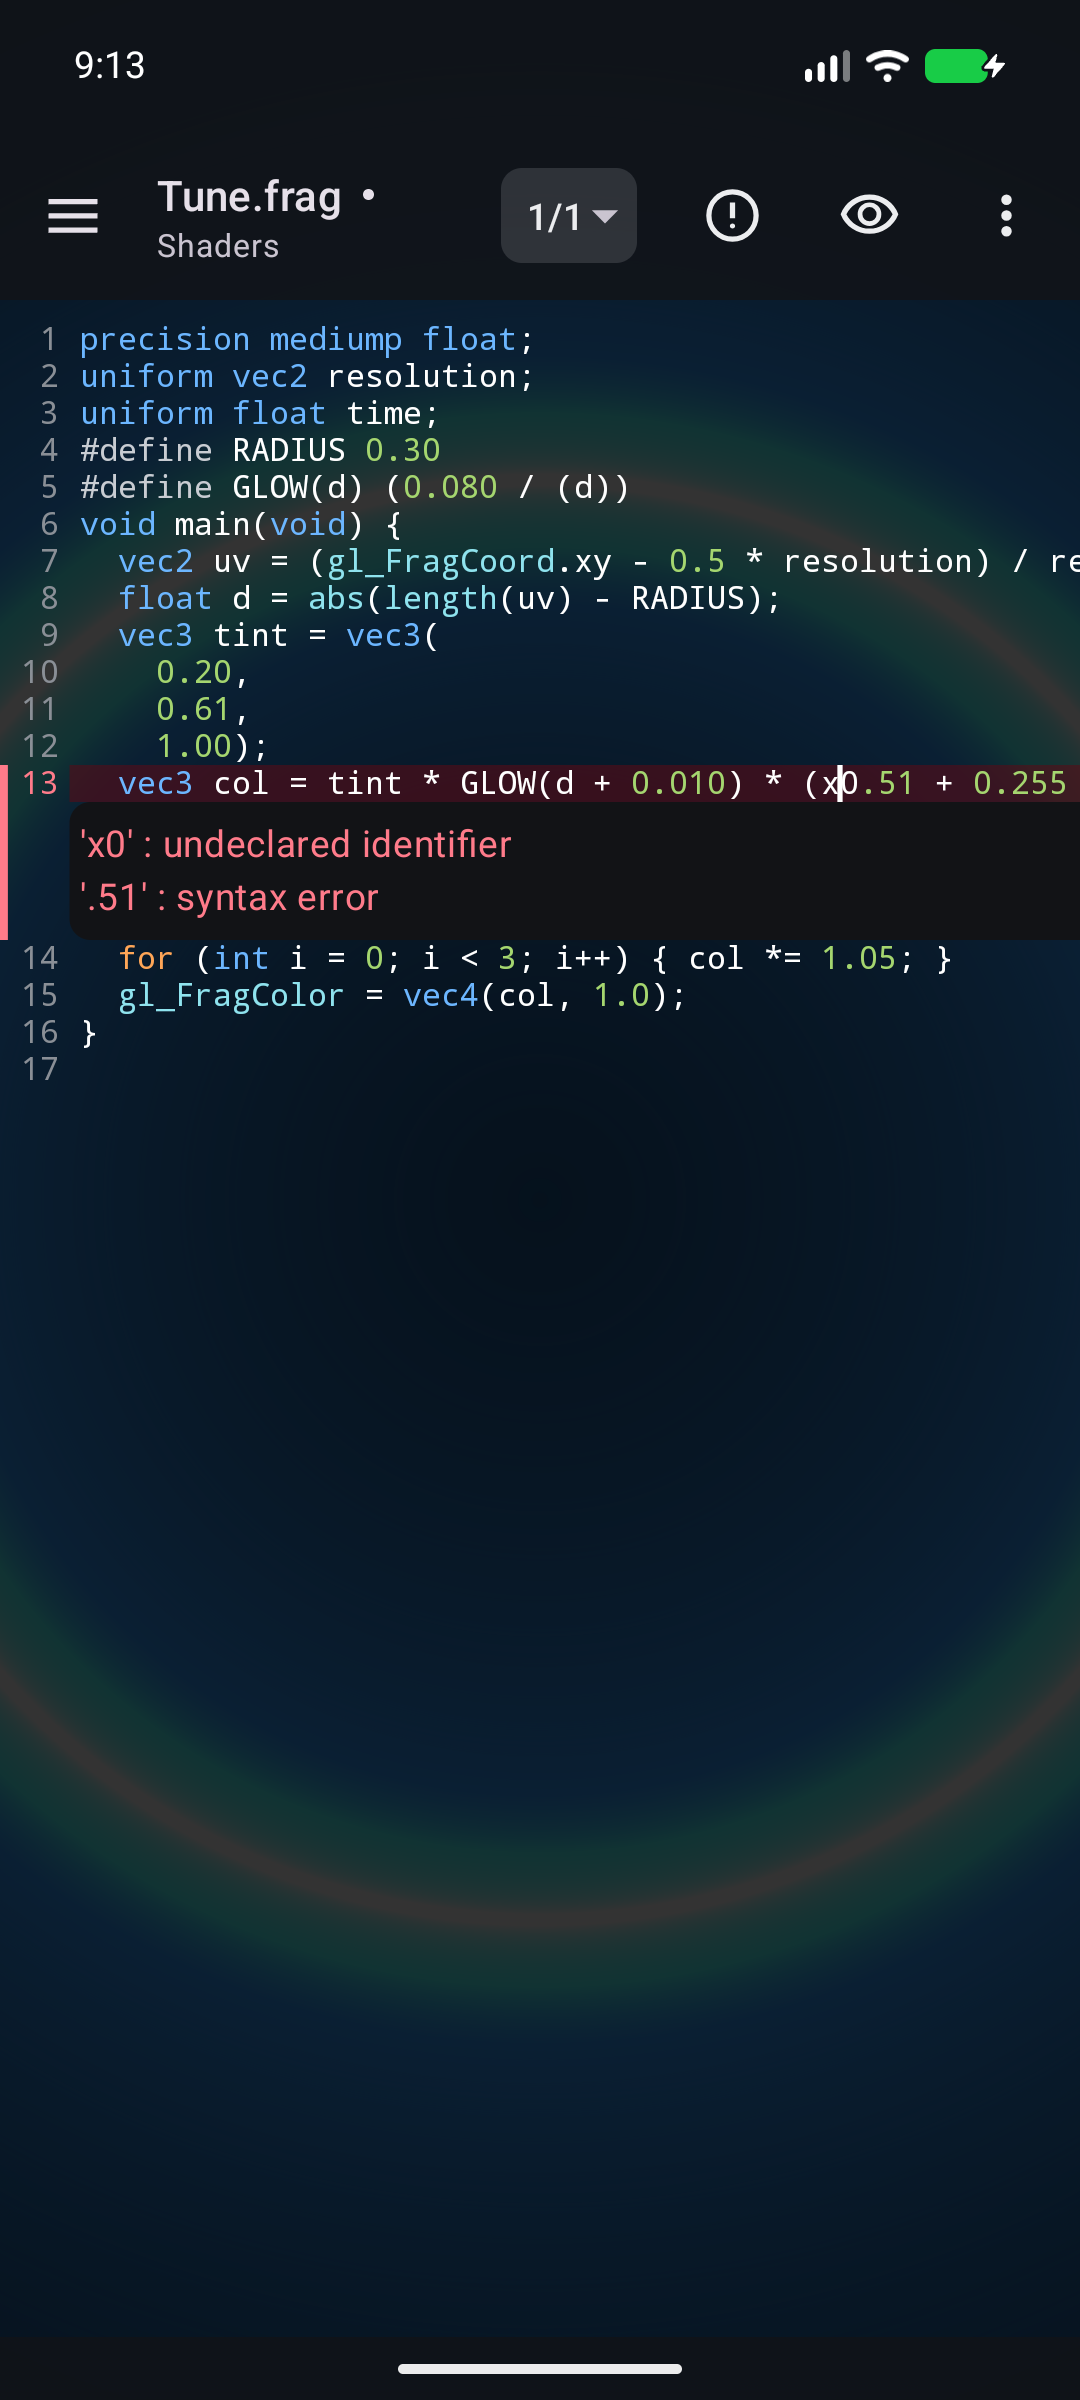 9:13
Tune.frag •
Shaders
1/1
1 precision mediump float;
2 uniform vec2 resolution;
3 uniform float time;
4 #define RADIUS 0.30
5 #define GLOW(d) (0.080 / (d))
6 void main(void) {
7   vec2 uv = (gl_FragCoord.xy - 0.5 * resolution) / re
8   float d = abs(length(uv) - RADIUS);
9   vec3 tint = vec3(
10     0.20,
11     0.61,
12     1.00);
13   vec3 col = tint * GLOW(d + 0.010) * (x0.51 + 0.255
'x0' : undeclared identifier
'.51' : syntax error
14   for (int i = 0; i < 3; i++) { col *= 1.05; }
15   gl_FragColor = vec4(col, 1.0);
16 }
17